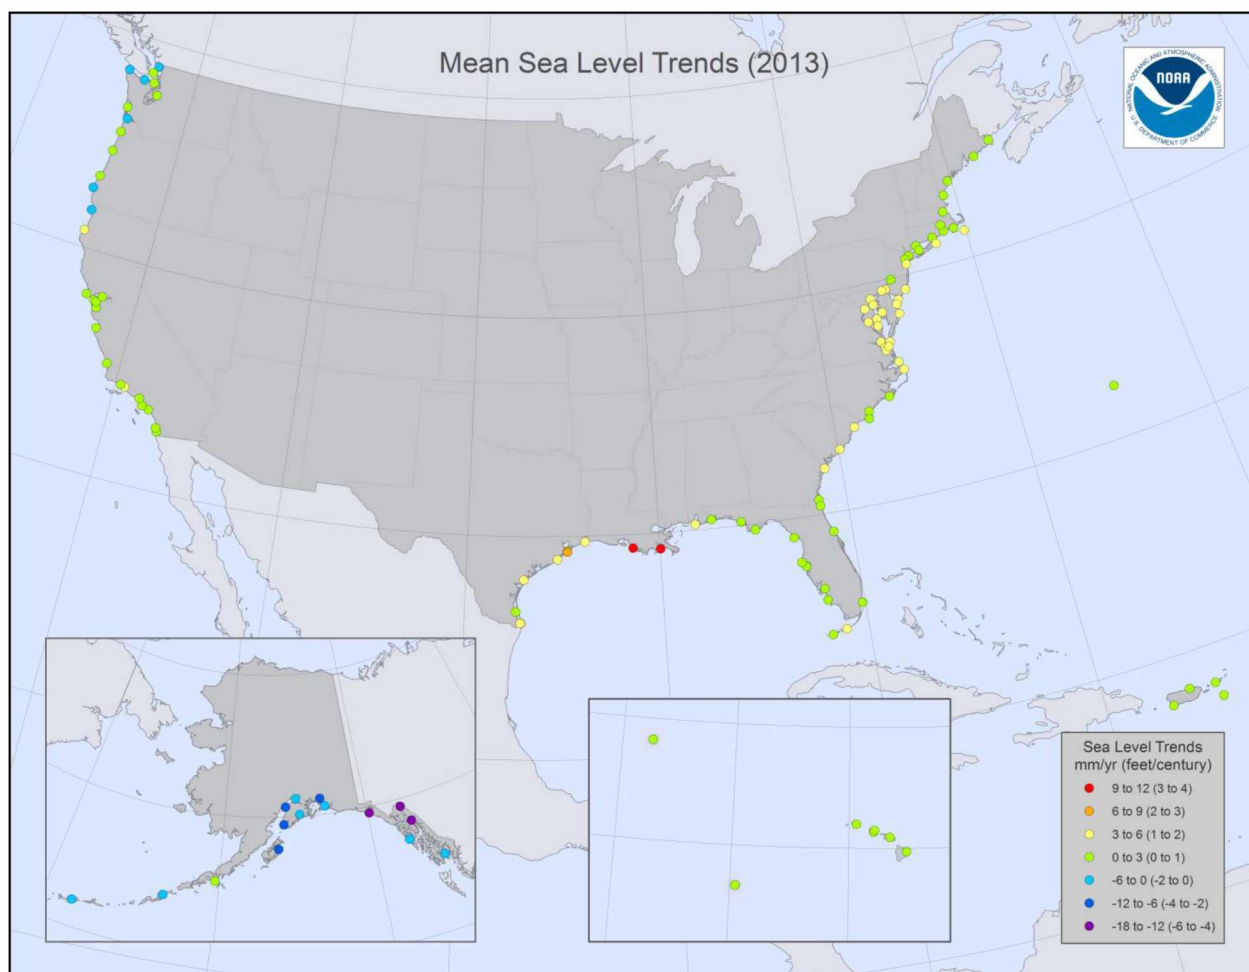 Mean Sea Level Trends (2013)
NATIONAL OCEANIC AND ATMOSPHERIC ADMINISTRATION
NOAA
U.S. DEPARTMENT OF COMMERCE
Sea Level Trends
mm/yr (feet/century)
9 to 12 (3 to 4)
6 to 9 (2 to 3)
3 to 6 (1 to 2)
0 to 3 (0 to 1)
-6 to 0 (-2 to 0)
-12 to -6 (-4 to -2)
-18 to -12 (-6 to -4)